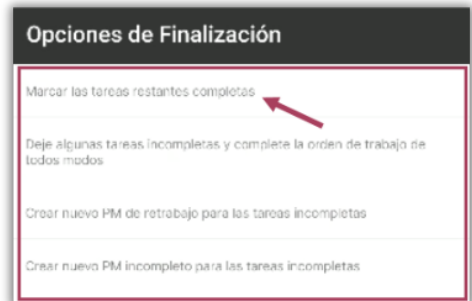 Opciones de Finalización
Marcar las tareas restantes completas
Deje algunas tareas incompletas y complete la orden de trabajo de
todos modos
Crear nuevo PM de retrabajo para las tareas incompletas
Crear nuevo PM incompleto para las tareas incompletas